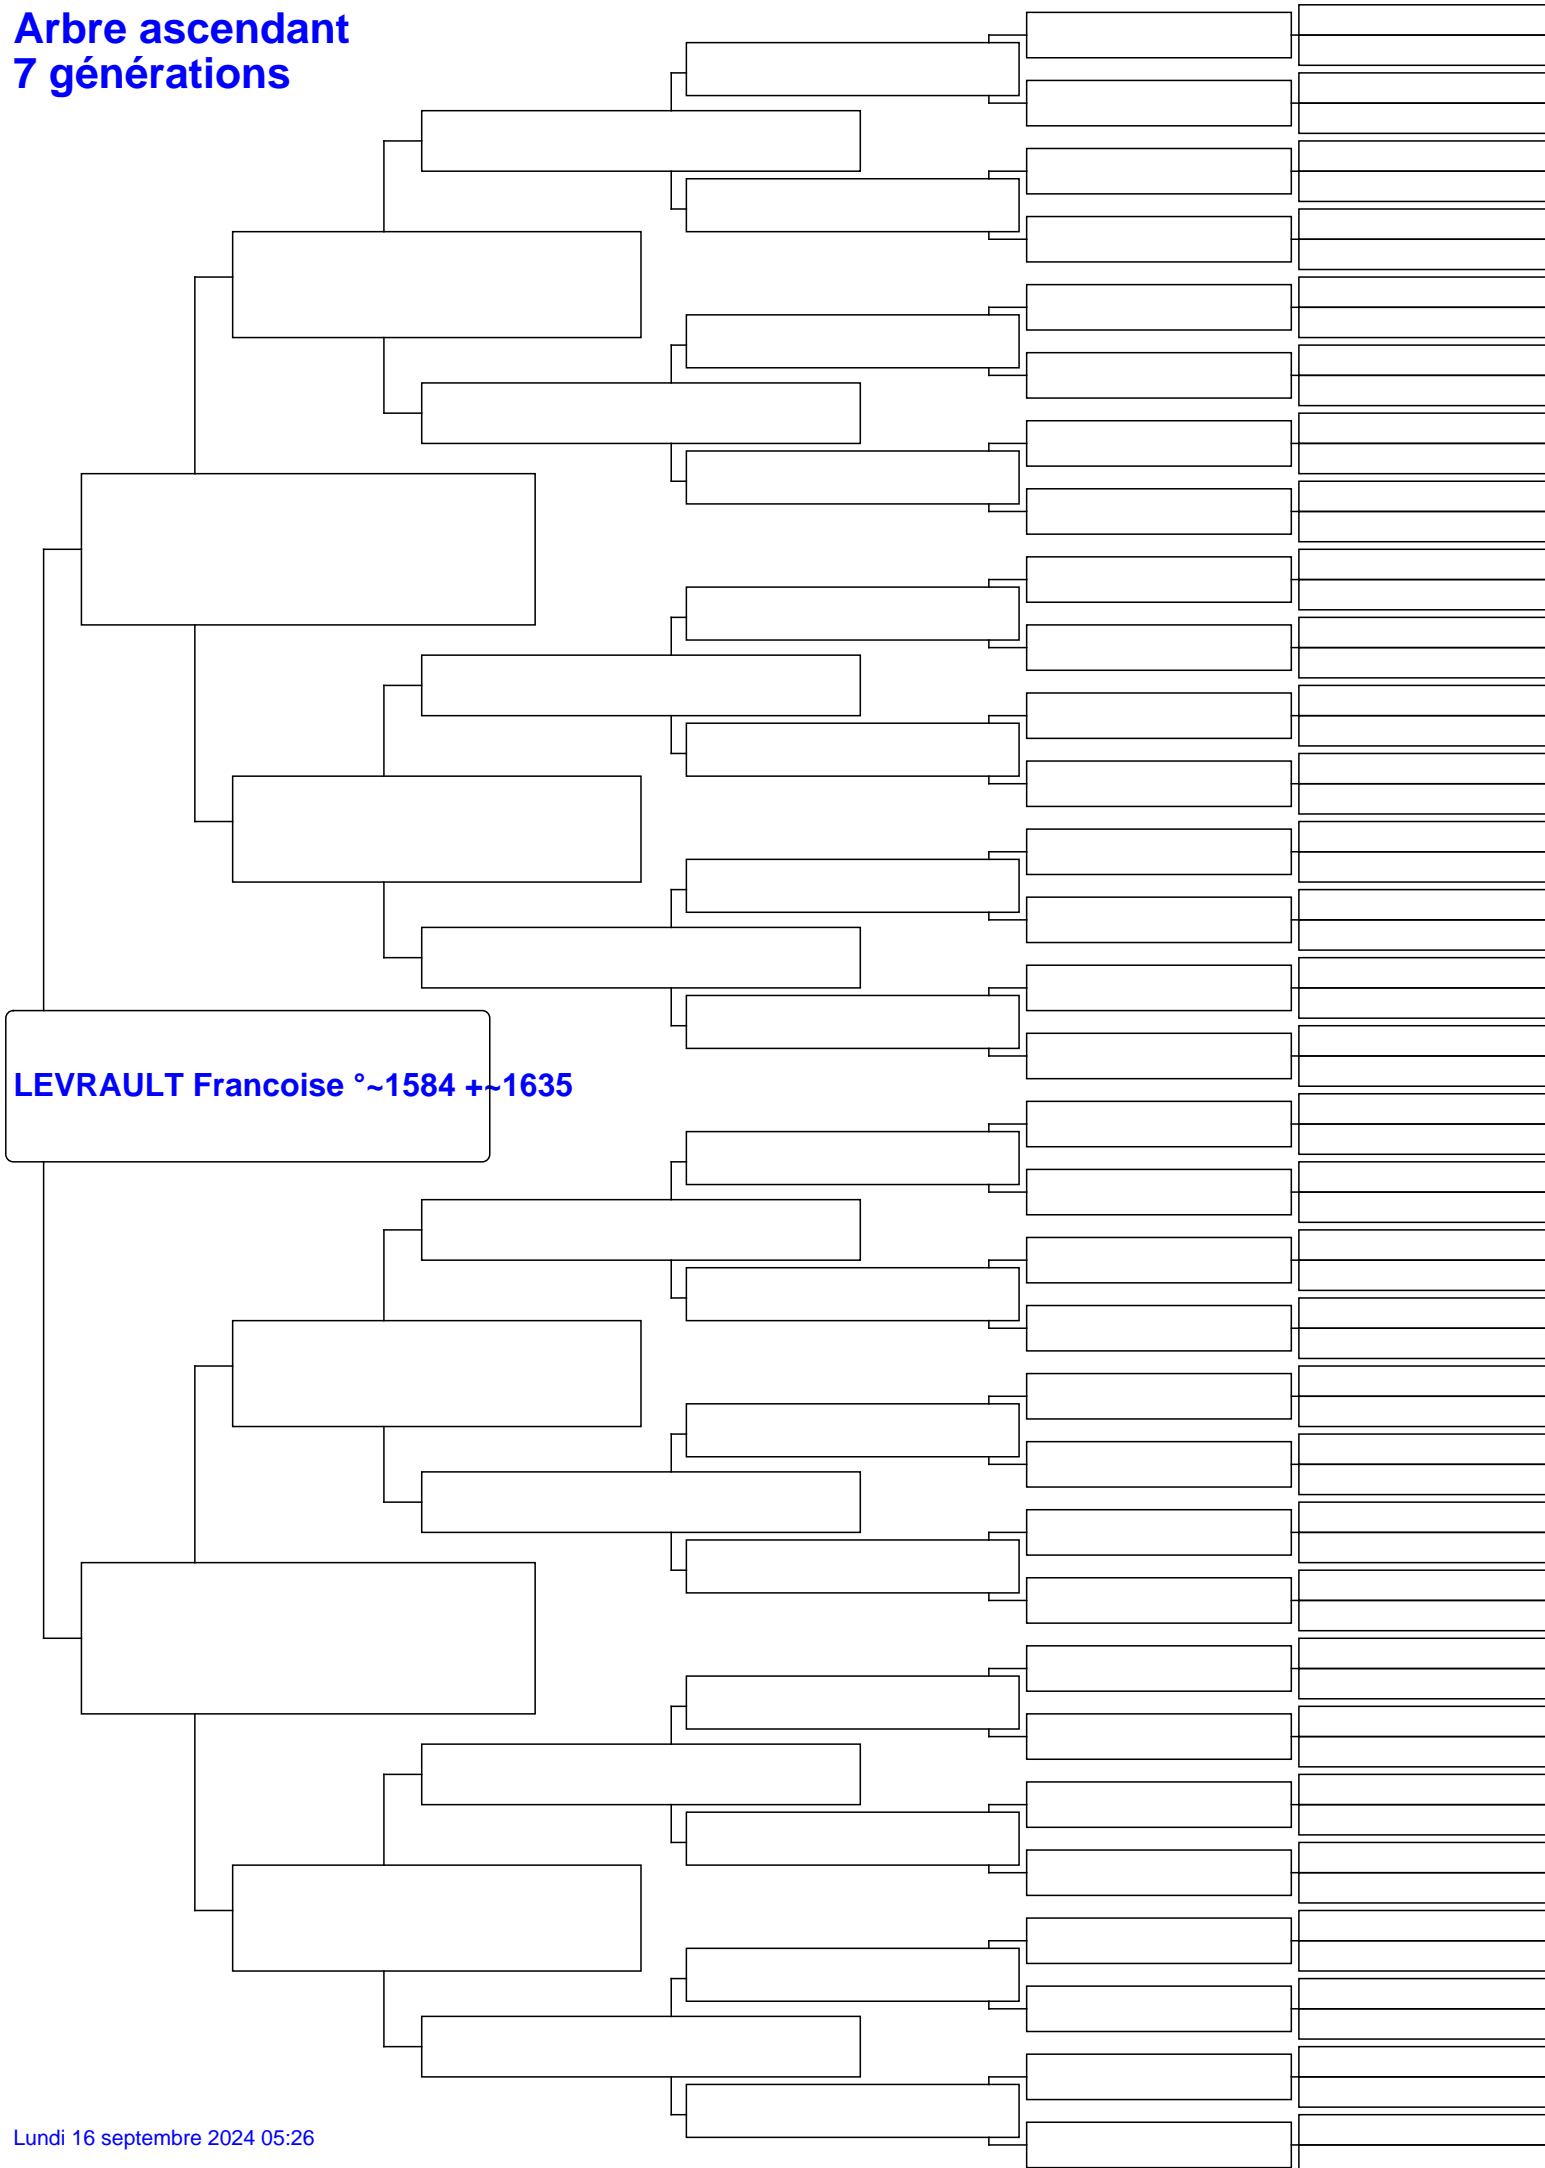 Arbre ascendant
7 générations
LEVRAULT Francoise °~1584 +~1635
Lundi 16 septembre 2024 05:26